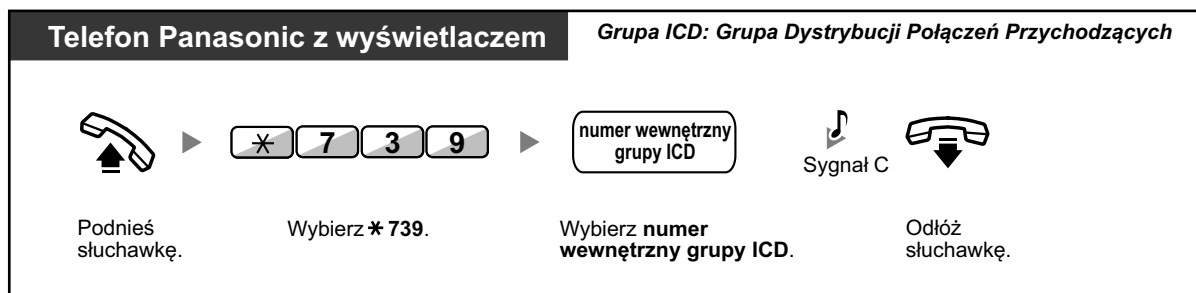 Telefon Panasonic z wyświetlaczem
Grupa ICD: Grupa Dystrybucji Połączeń Przychodzących
* 7 3 9
numer wewnętrzny
grupy ICD
Sygnał C
Podnieś
słuchawkę.
Wybierz * 739.
Wybierz numer
wewnętrzny grupy ICD.
Odłóż
słuchawkę.